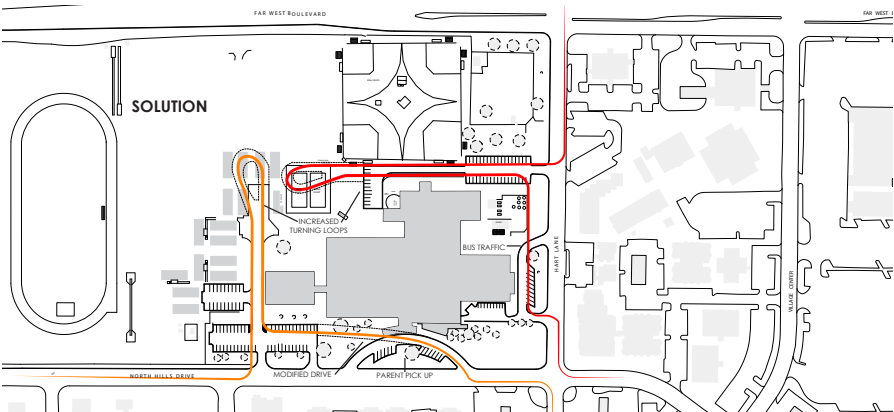 FAR WEST BOULEVARD
FAR WEST
SOLUTION
INCREASED
TURNING LOOPS
BUS TRAFFIC
HART LANE
VILLAGE CENTER
NORTH HILLS DRIVE
MODIFIED DRIVE
PARENT PICK UP